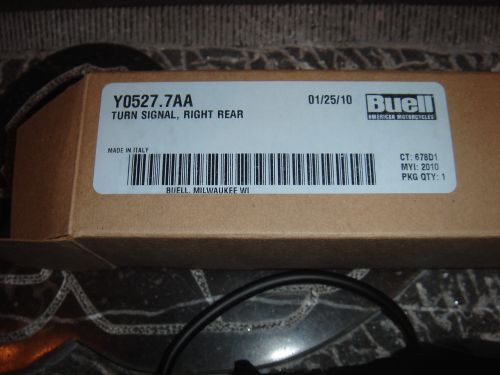 Y0527.7AA
01/25/10
Buell
AMERICAN MOTORCYCLES
TURN SIGNAL, RIGHT REAR
MADE IN ITALY
CT: 678D1
MYI: 2010
PKG QTY: 1
BUELL, MILWAUKEE WI